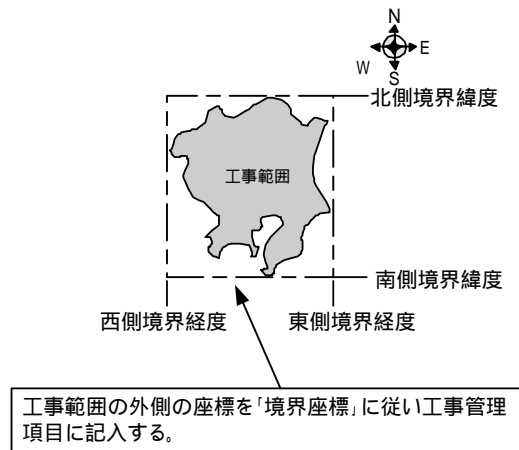 N
W
E
S
北側境界緯度
工事範囲
南側境界緯度
西側境界経度 東側境界経度
工事範囲の外側の座標を「境界座標」に従い工事管理
項目に記入する。